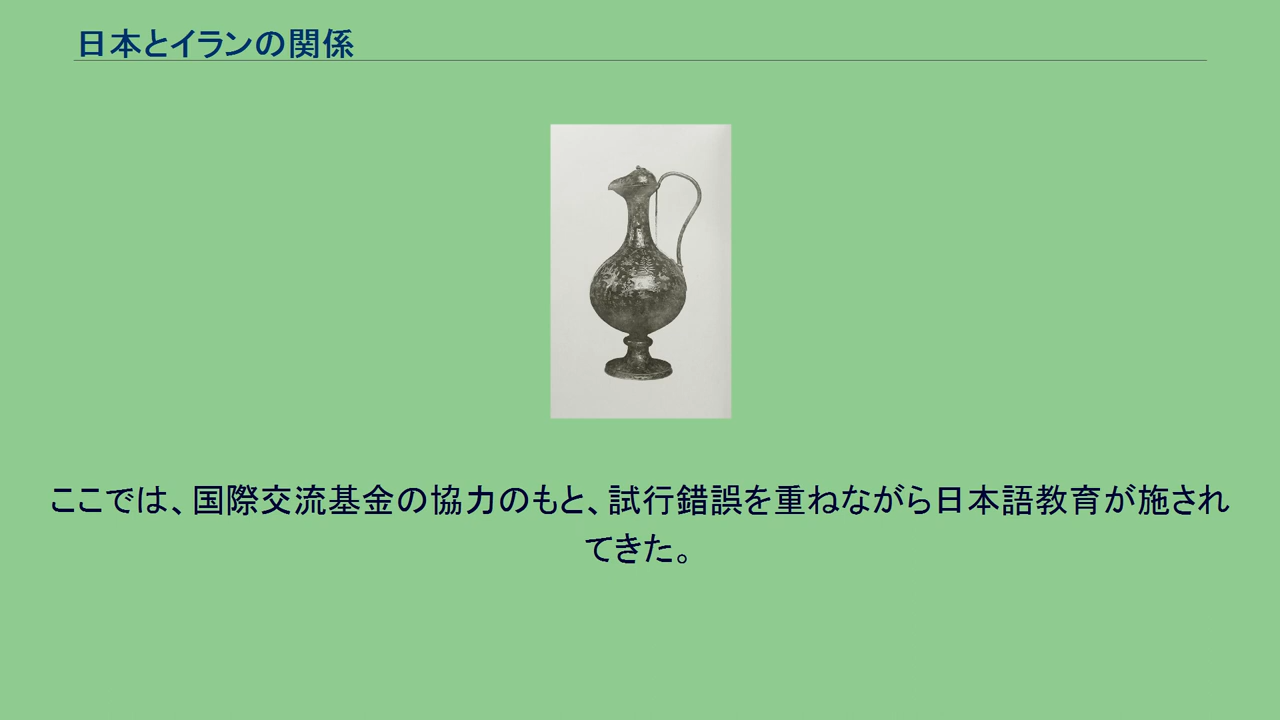 日本とイランの関係
ここでは、国際交流基金の協力のもと、試行錯誤を重ねながら日本語教育が施され
てきた。